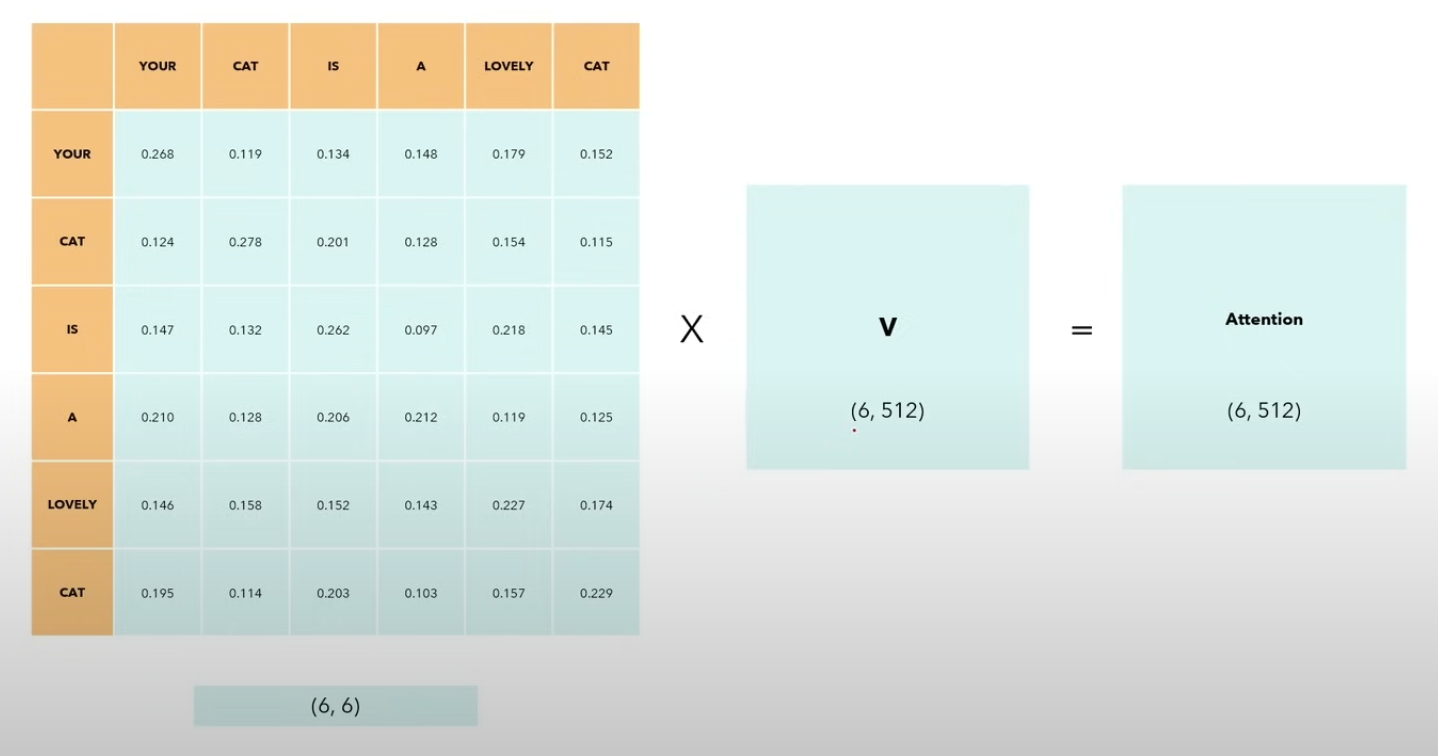 YOUR CAT IS A LOVELY CAT
YOUR 0.268 0.119 0.134 0.148 0.179 0.152
CAT 0.124 0.278 0.201 0.128 0.154 0.115
IS 0.147 0.132 0.262 0.097 0.218 0.145
A 0.210 0.128 0.206 0.212 0.119 0.125
LOVELY 0.146 0.158 0.152 0.143 0.227 0.174
CAT 0.195 0.114 0.203 0.103 0.157 0.229
(6, 6)
X
V
(6, 512)
=
Attention
(6, 512)